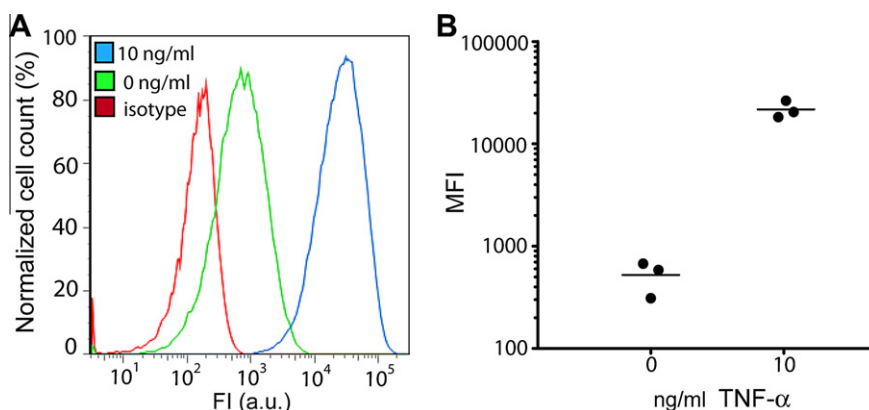 A
Normalized cell count (%)
100
80
60
40
20
0
10 ng/ml
0 ng/ml
isotype
10¹ 10² 10³ 10⁴ 10⁵
FI (a.u.)
B
MFI
100000
10000
1000
100
0 10
ng/ml TNF-α